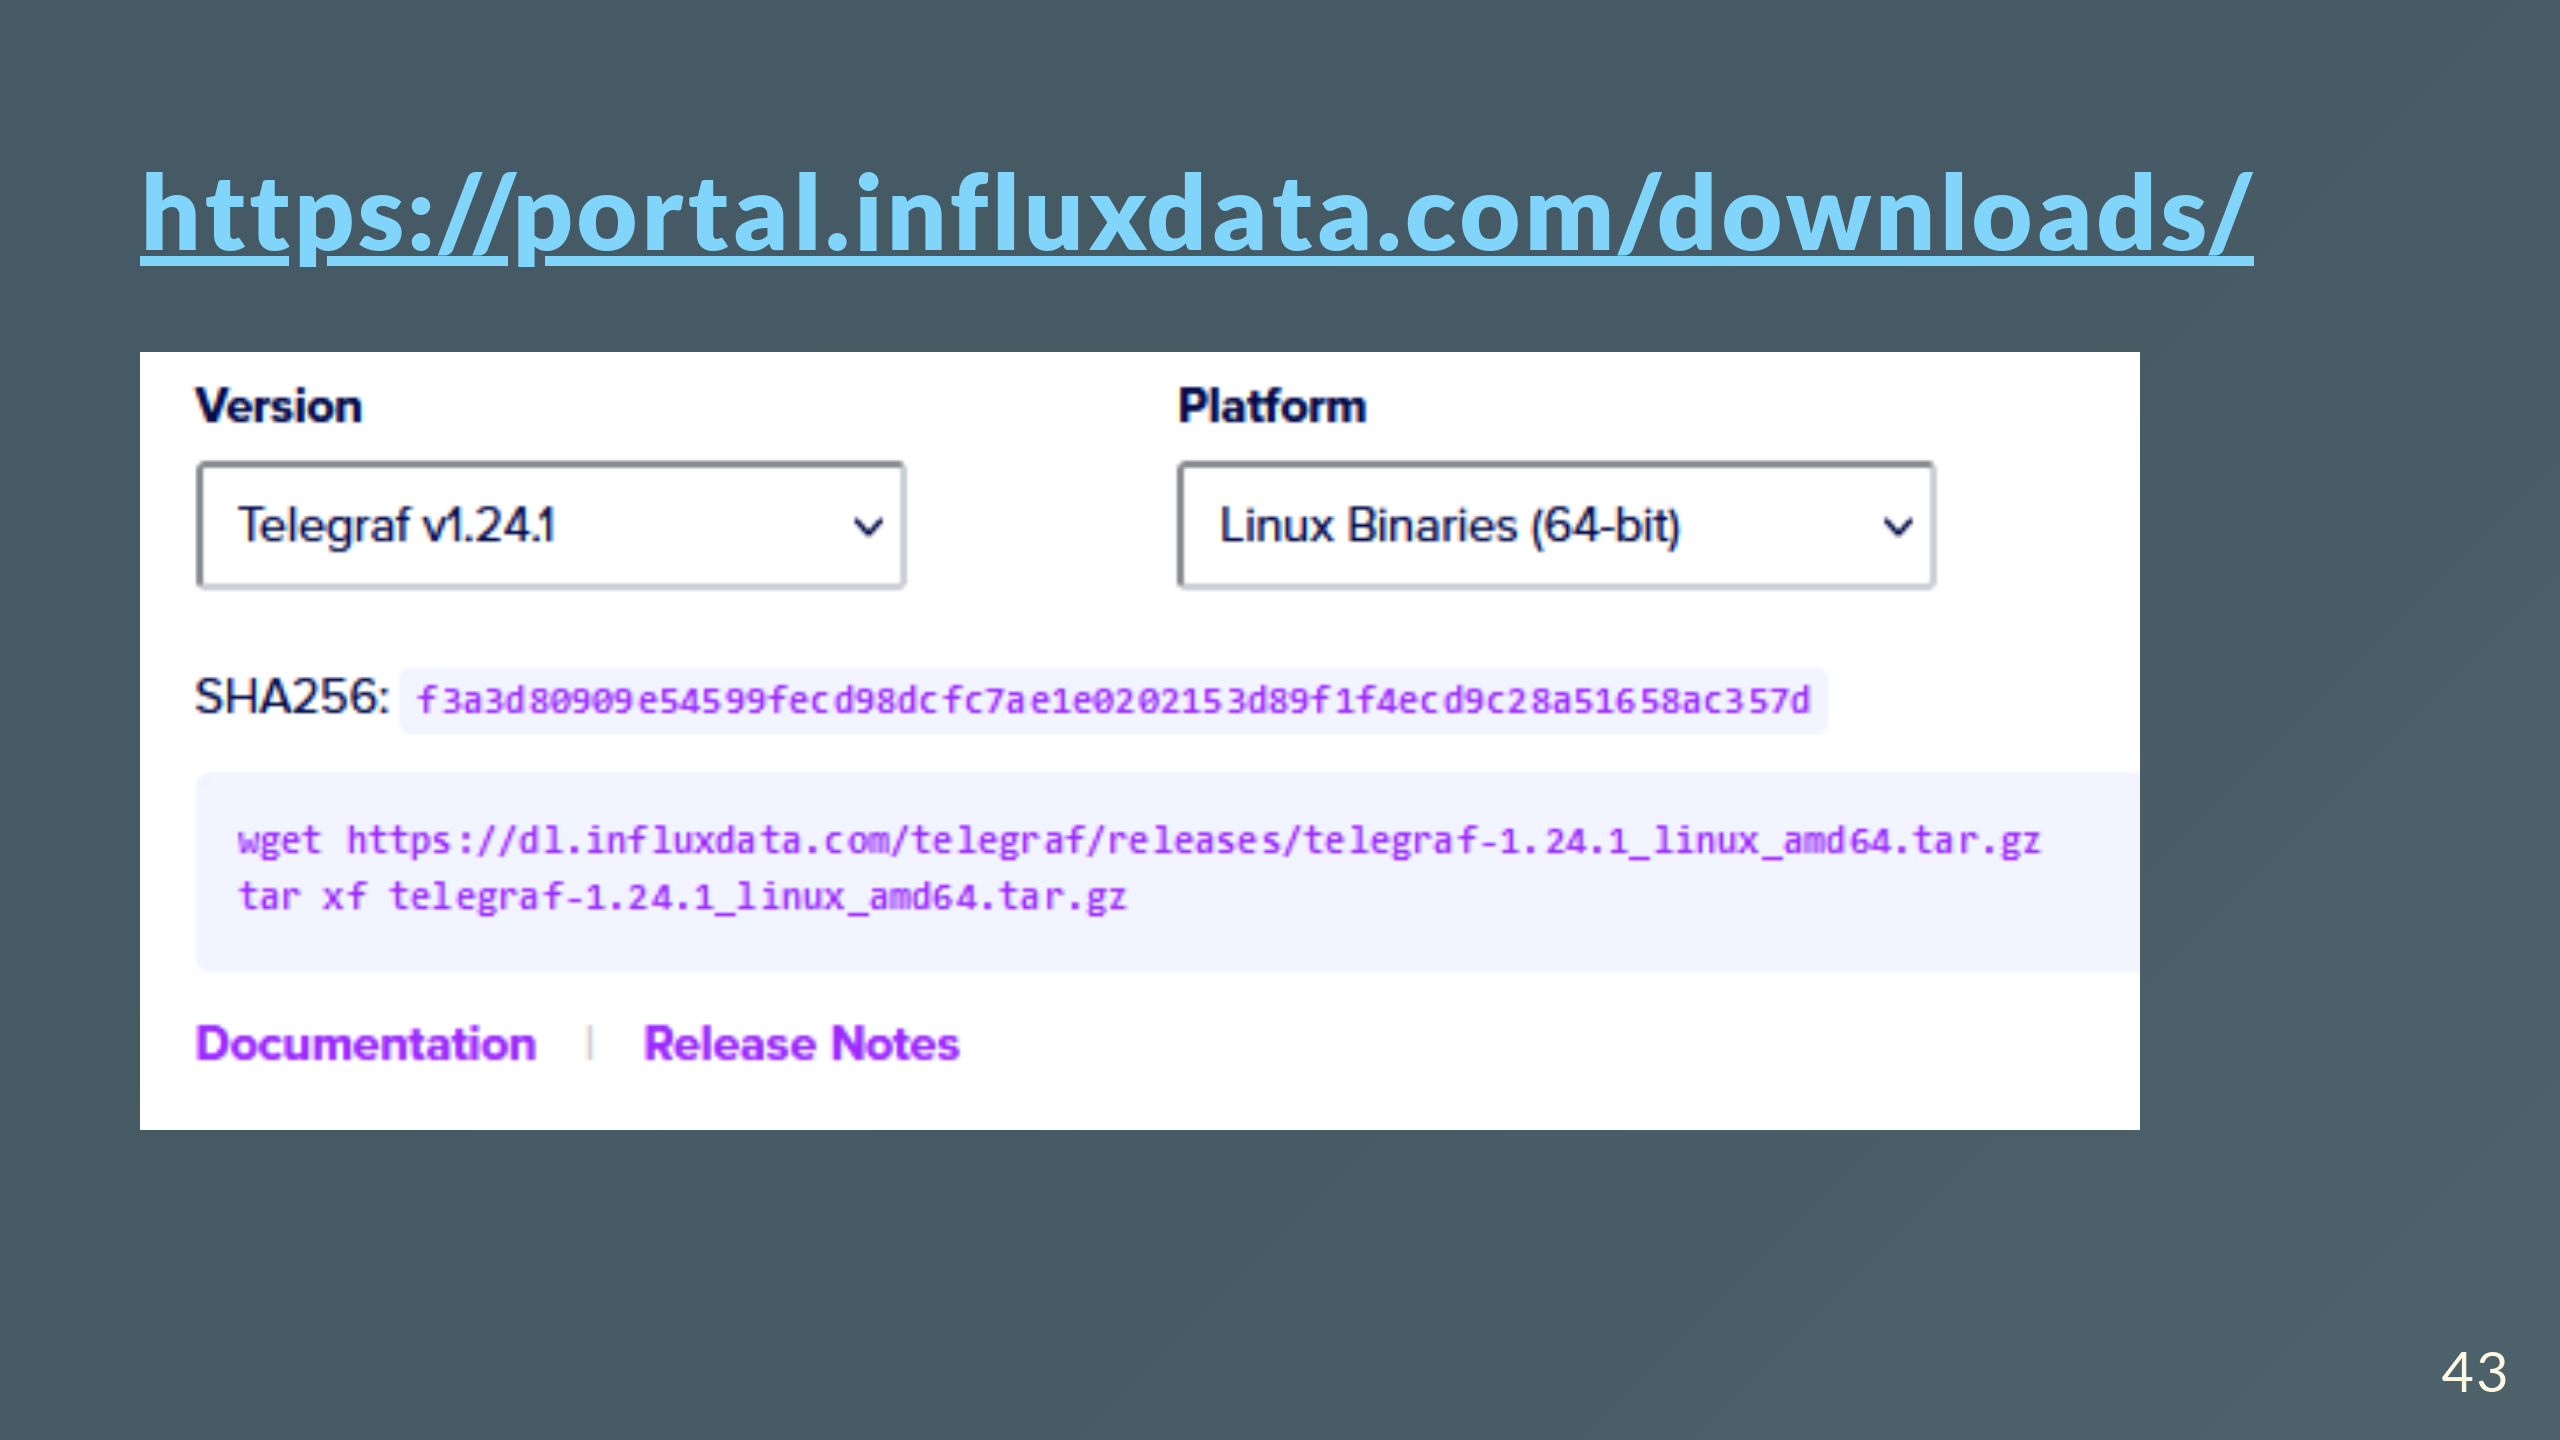 https://portal.influxdata.com/downloads/
Version Platform
Telegraf v1.24.1 Linux Binaries (64-bit)
SHA256: f3a3d80909e54599fecd98dcfc7ae1e0202153d89f1f4ecd9c28a51658ac357d
wget https://dl.influxdata.com/telegraf/releases/telegraf-1.24.1_linux_amd64.tar.gz
tar xf telegraf-1.24.1_linux_amd64.tar.gz
Documentation | Release Notes
43